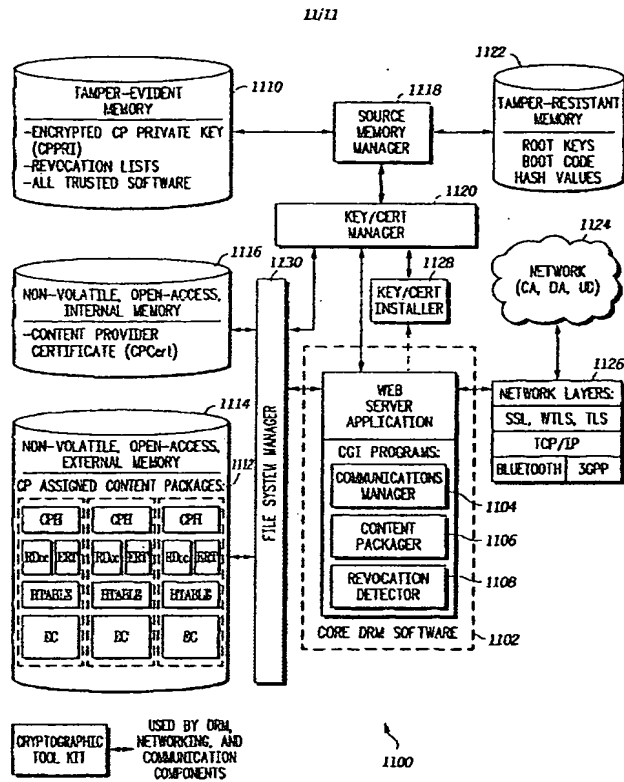 11/11
1110
TAMPER-EVIDENT
MEMORY
-ENCRYPTED CP PRIVATE KEY
(CPPRI)
-REVOCATION LISTS
-ALL TRUSTED SOFTWARE
1118
SOURCE
MEMORY
MANAGER
1122
TAMPER-RESISTANT
MEMORY
ROOT KEYS
BOOT CODE
HASH VALUES
1120
KEY/CERT
MANAGER
1116
NON-VOLATILE, OPEN-ACCESS,
INTERNAL MEMORY
-CONTENT PROVIDER
CERTIFICATE (CPCert)
1130
FILE SYSTEM MANAGER
1128
KEY/CERT
INSTALLER
1124
NETWORK
(CA, DA, UD)
1114
NON-VOLATILE, OPEN-ACCESS,
EXTERNAL MEMORY
CP ASSIGNED CONTENT PACKAGES:
1112
CPH CPH CPH
ERT ERT ERT
HTABLE HTABLE HTABLE
EC EC EC
WEB
SERVER
APPLICATION
CGI PROGRAMS:
COMMUNICATIONS
MANAGER
1104
CONTENT
PACKAGER
1106
REVOCATION
DETECTOR
1108
CORE DRM SOFTWARE
1102
1126
NETWORK LAYERS:
SSL, WTLS, TLS
TCP/IP
BLUETOOTH 3GPP
CRYPTOGRAPHIC
TOOL KIT
USED BY DRM,
NETWORKING, AND
COMMUNICATION
COMPONENTS
1100